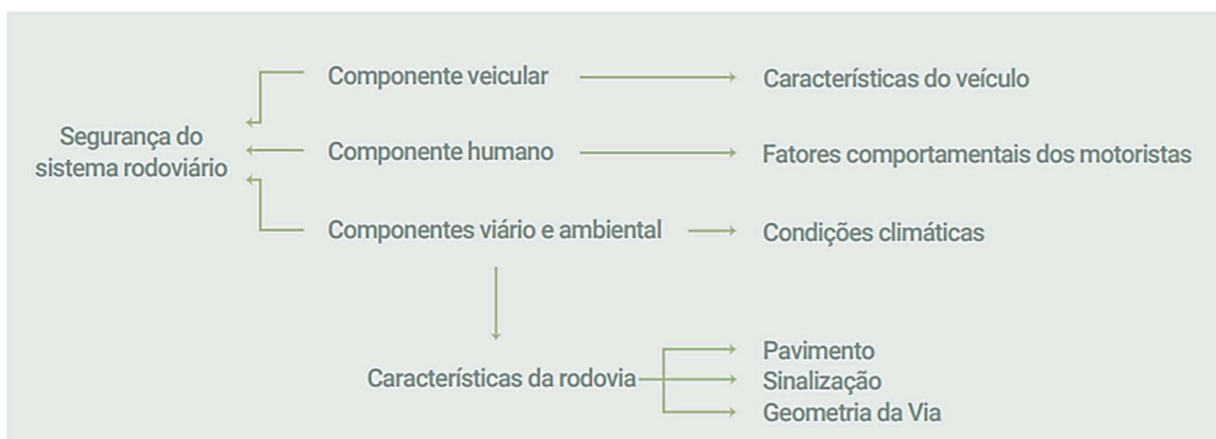 Componente veicular
Características do veículo
Segurança do
sistema rodoviário
Componente humano
Fatores comportamentais dos motoristas
Componentes viário e ambiental
Condições climáticas
Características da rodovia
Pavimento
Sinalização
Geometria da Via